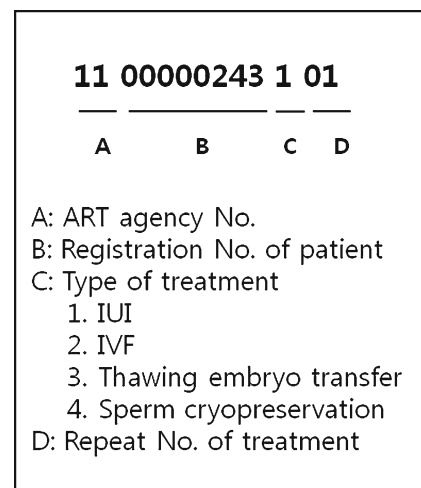 11 00000243 1 01
A B C D
A: ART agency No.
B: Registration No. of patient
C: Type of treatment
1. IUI
2. IVF
3. Thawing embryo transfer
4. Sperm cryopreservation
D: Repeat No. of treatment